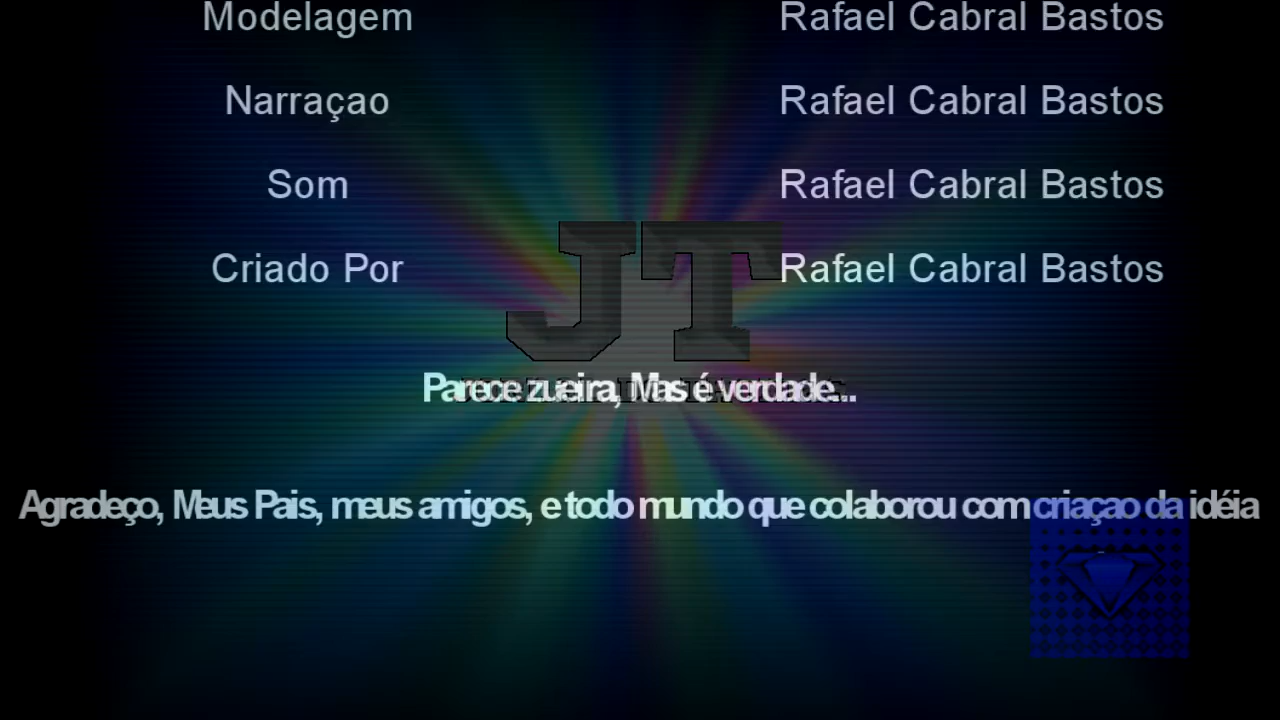 Modelagem Rafael Cabral Bastos
Narraçao Rafael Cabral Bastos
Som Rafael Cabral Bastos
Criado Por Rafael Cabral Bastos
JT
Parece zueira, Mas é verdade...
Agradeço, Meus Pais, meus amigos, e todo mundo que colaborou com criaçao da idéia